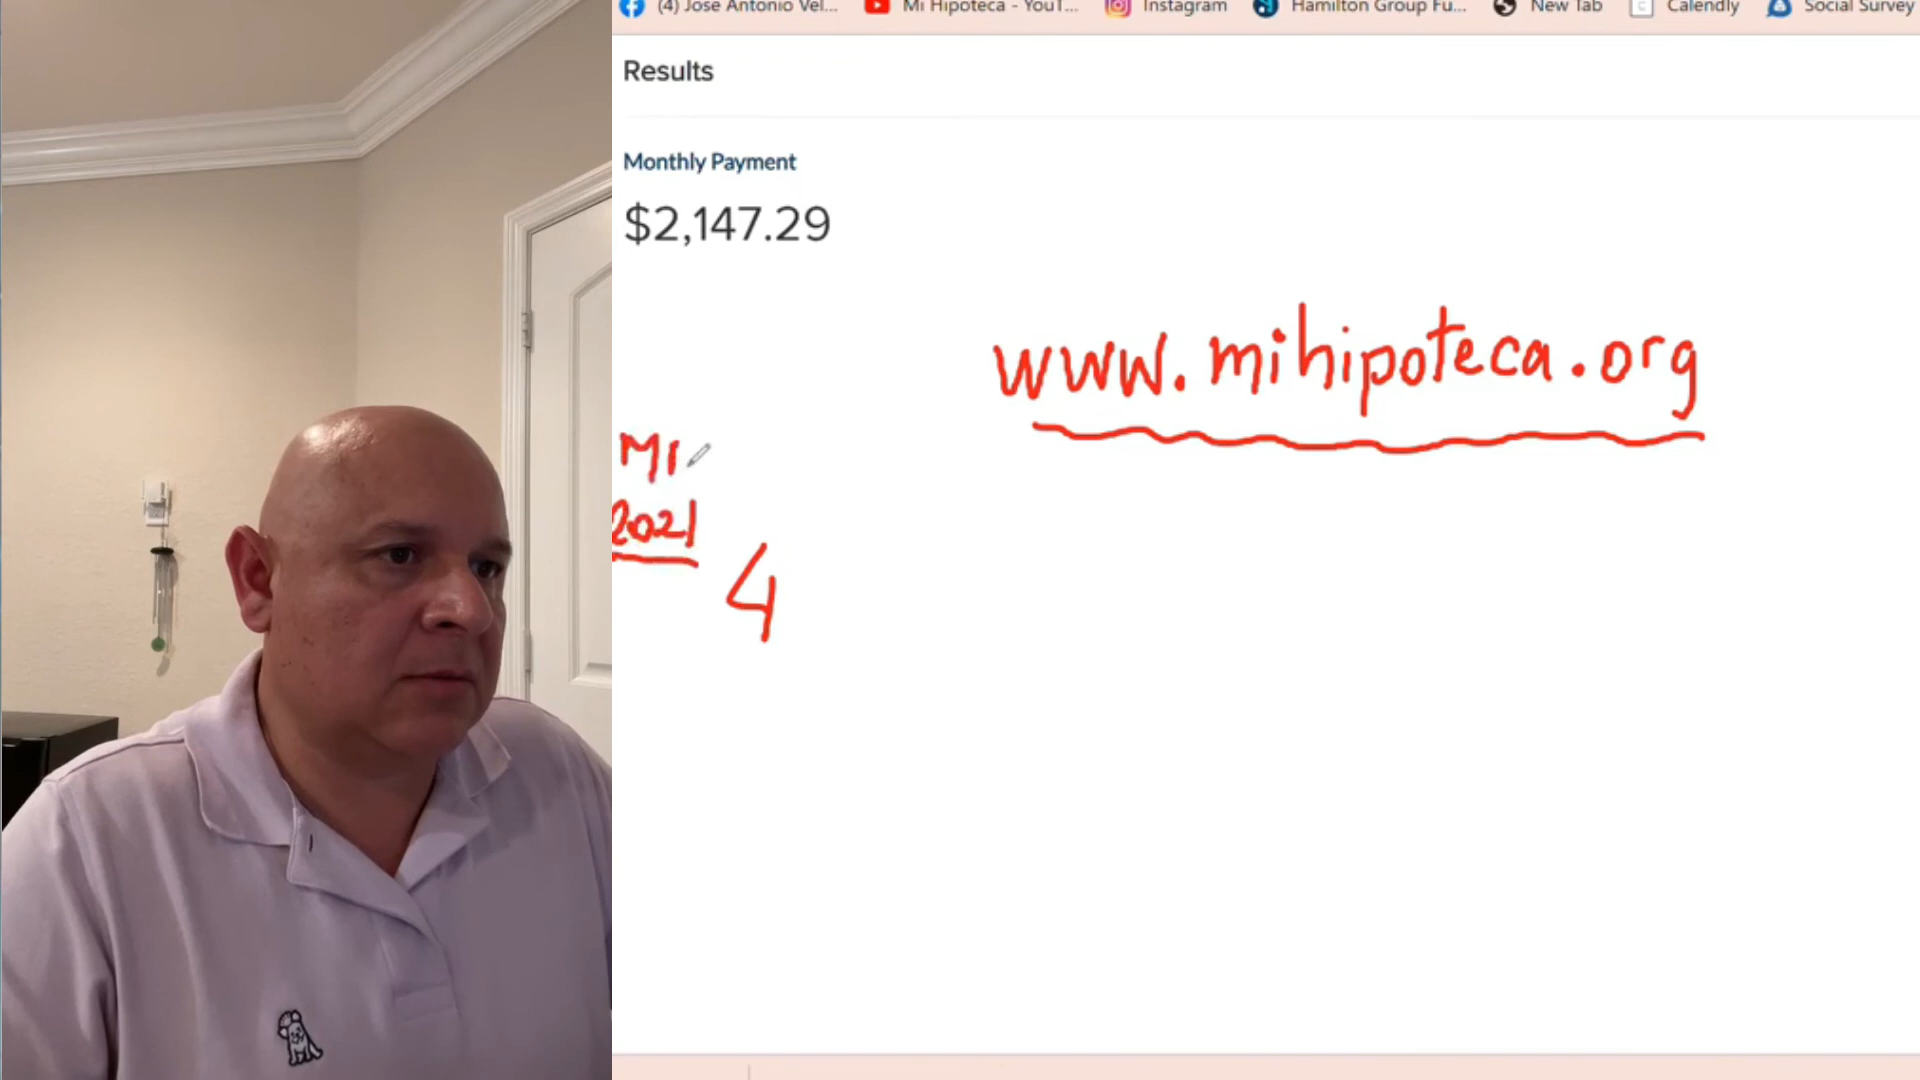 (4) Jose Antonio Vel... Mi Hipoteca - YouT... Instagram Hamilton Group Fu... New Tab Calendly Social Survey
Results
Monthly Payment
$2,147.29
www.mihipoteca.org
MI
2021
4